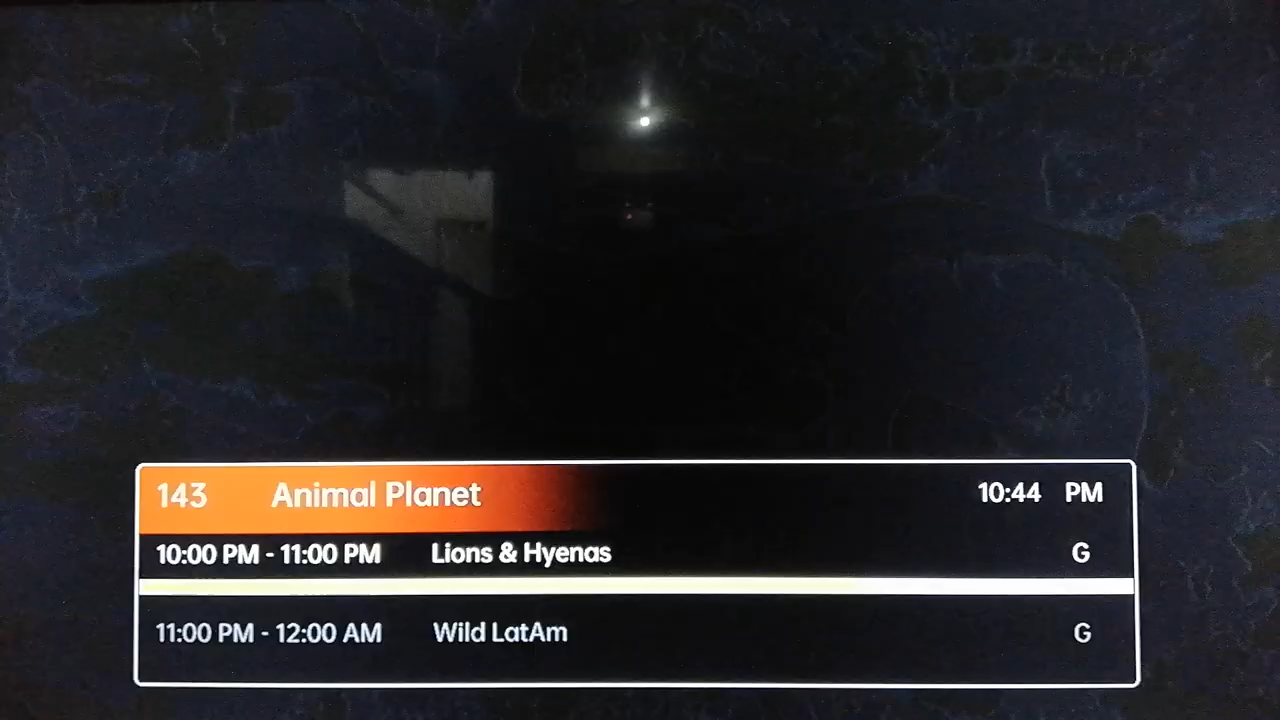 143 Animal Planet 10:44 PM
10:00 PM - 11:00 PM Lions & Hyenas G
11:00 PM - 12:00 AM Wild LatAm G